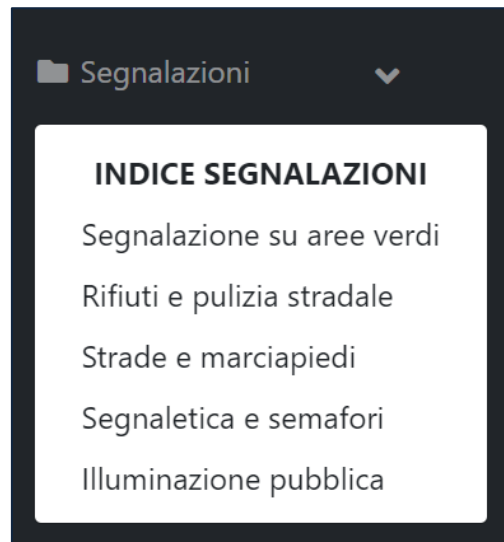 Segnalazioni
INDICE SEGNALAZIONI
Segnalazione su aree verdi
Rifiuti e pulizia stradale
Strade e marciapiedi
Segnaletica e semafori
Illuminazione pubblica